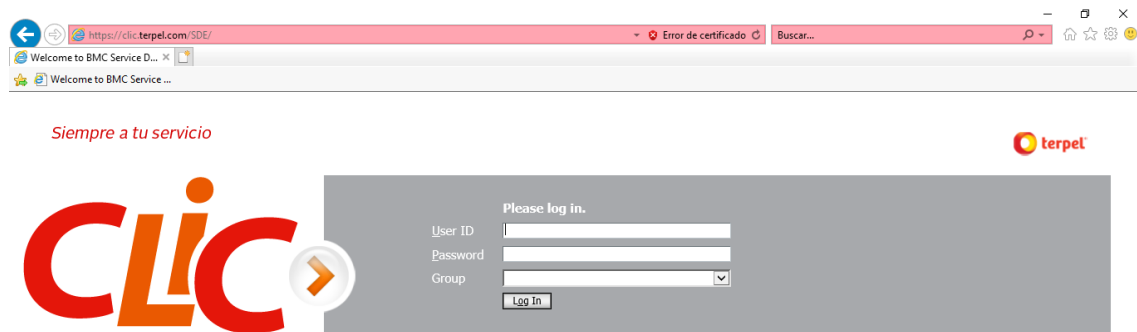 https://clic.terpel.com/SDE/
Error de certificado
Buscar...
Welcome to BMC Service D...
Welcome to BMC Service ...
Siempre a tu servicio
terpel
CLiC
Please log in.
User ID
Password
Group
Log In